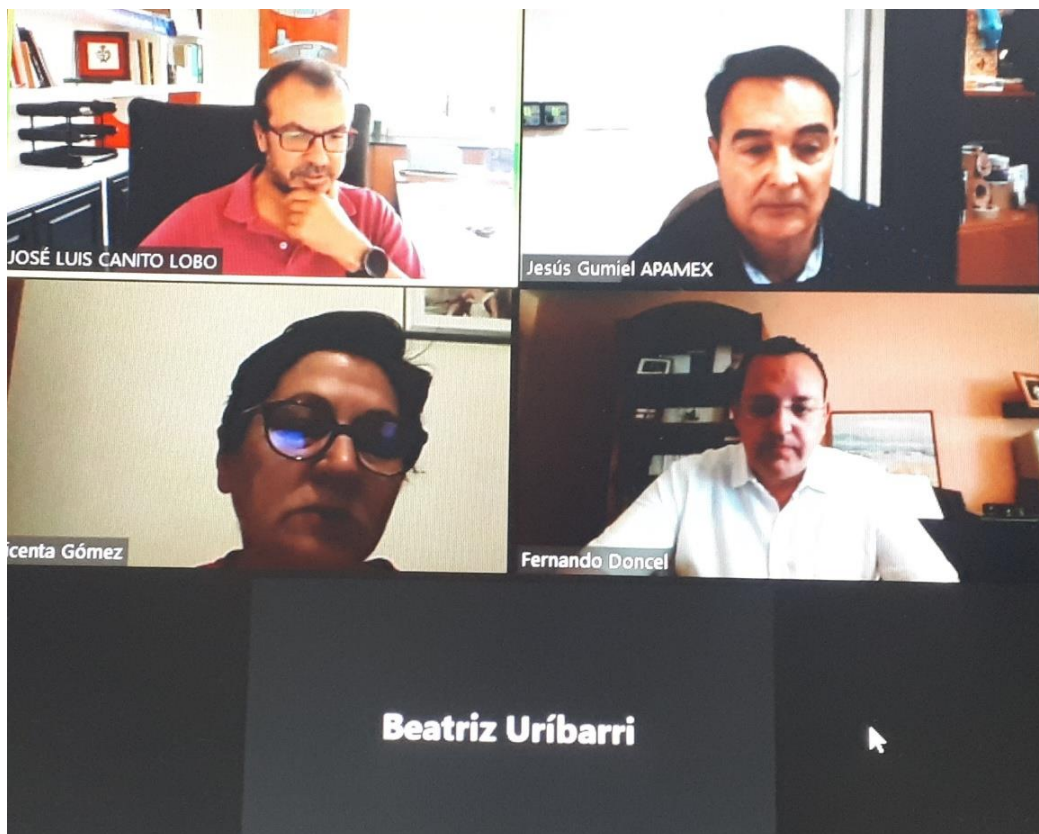 JOSÉ LUIS CANITO LOBO
Jesús Gumiel APAMEX
icenta Gómez
Fernando Doncel
Beatriz Uríbarri